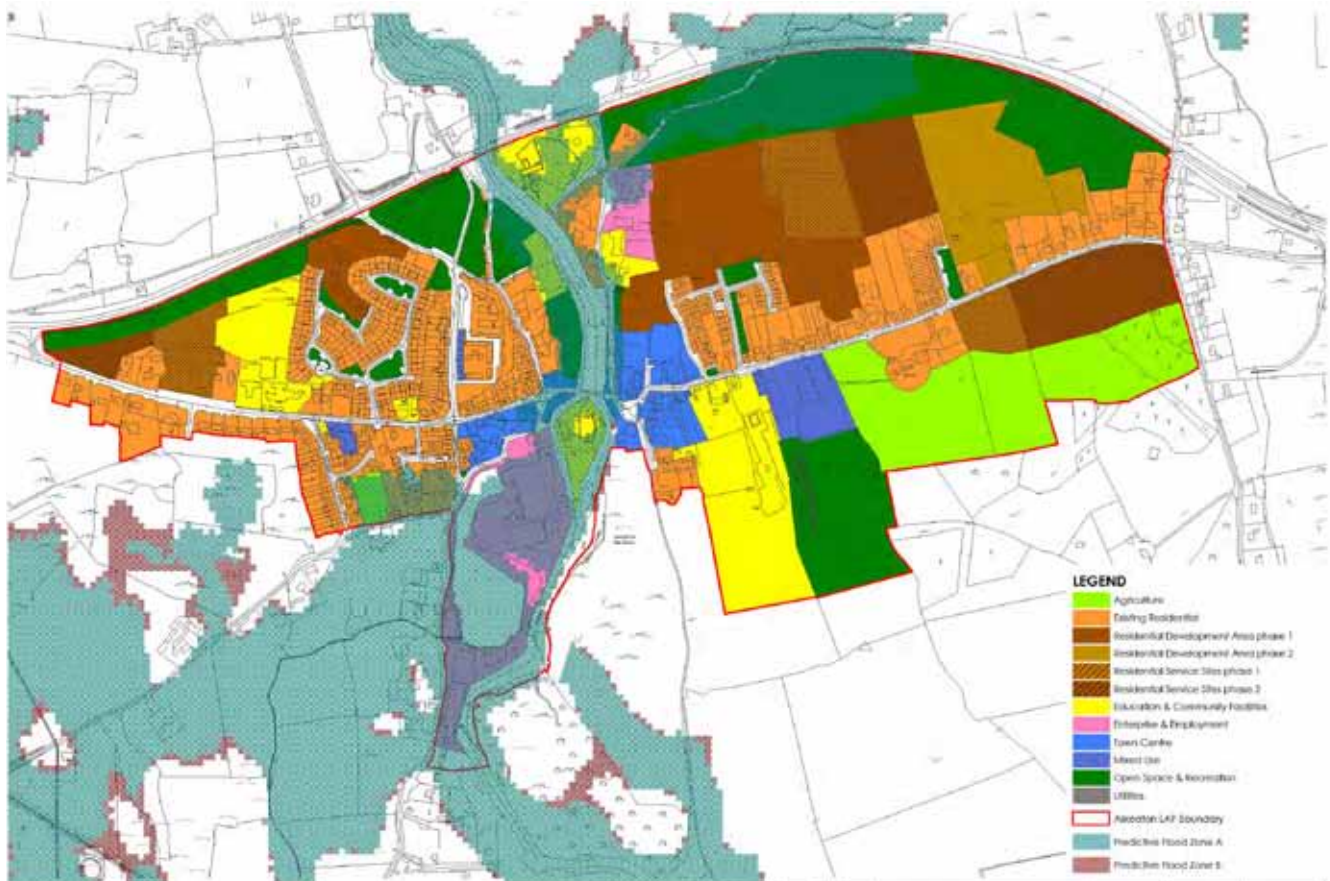 LEGEND
Agriculture
Existing Residential
Residential Development Area phase 1
Residential Development Area phase 2
Residential Service Sites phase 1
Residential Service Sites phase 2
Education & Community Facilities
Enterprise & Employment
Town Centre
Mixed Use
Open Space & Recreation
Utilities
Askeaton LAP Boundary
Predictive Flood Zone A
Predictive Flood Zone B